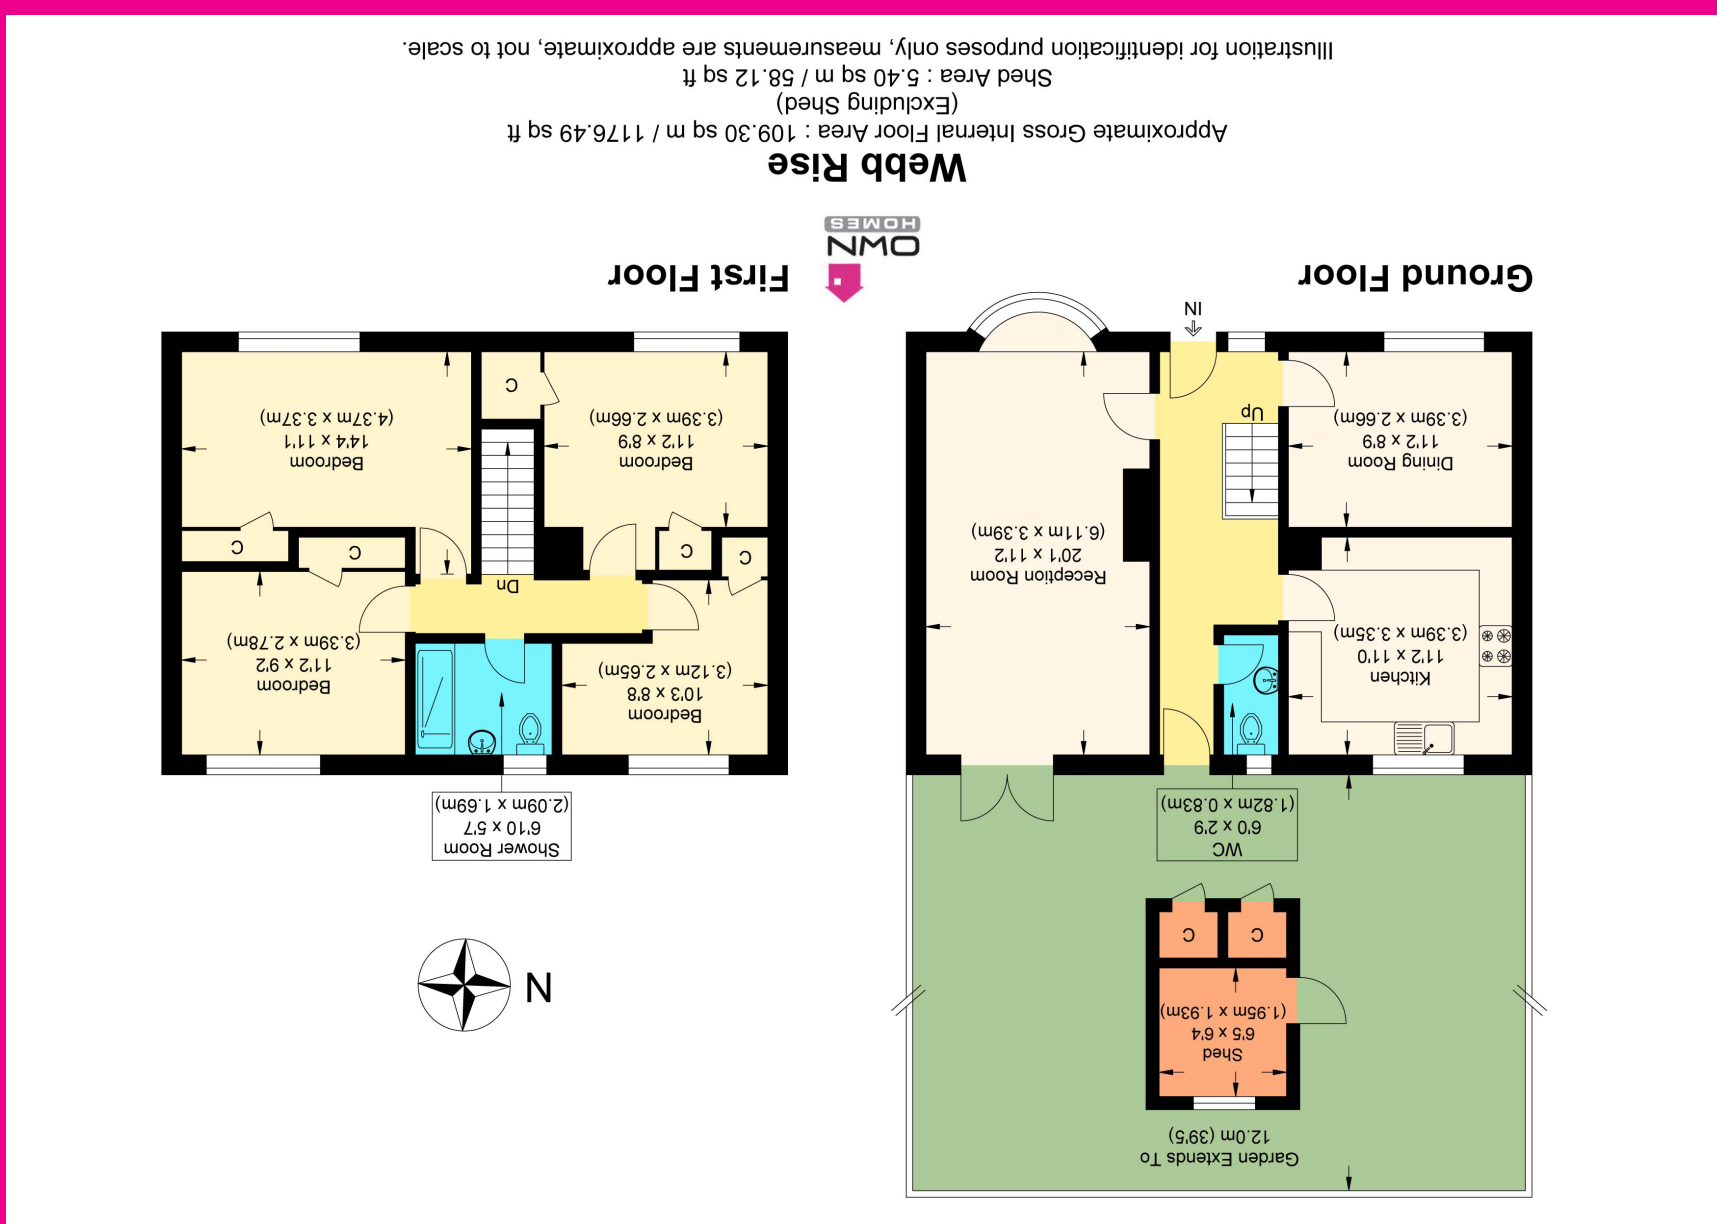 Garden Extends To
12.0m (39'5)
Shed
6'5 x 6'4
(1.95m x 1.93m)
C
C
N
WC
6'0 x 2'9
(1.82m x 0.83m)
Shower Room
6'10 x 5'7
(2.09m x 1.69m)
Kitchen
11'2 x 11'0
(3.39m x 3.35m)
Reception Room
20'1 x 11'2
(6.11m x 3.39m)
Dining Room
11'2 x 8'9
(3.39m x 2.66m)
Up
IN
Bedroom
10'3 x 8'8
(3.12m x 2.65m)
Bedroom
11'2 x 9'2
(3.39m x 2.78m)
Dn
C
C
C
C
Bedroom
11'2 x 8'9
(3.39m x 2.66m)
Bedroom
14'4 x 11'1
(4.37m x 3.37m)
C
Ground Floor
First Floor
OWN
HOMES
Webb Rise
Approximate Gross Internal Floor Area : 109.30 sq m / 1176.49 sq ft
(Excluding Shed)
Shed Area : 5.40 sq m / 58.12 sq ft
Illustration for identification purposes only, measurements are approximate, not to scale.